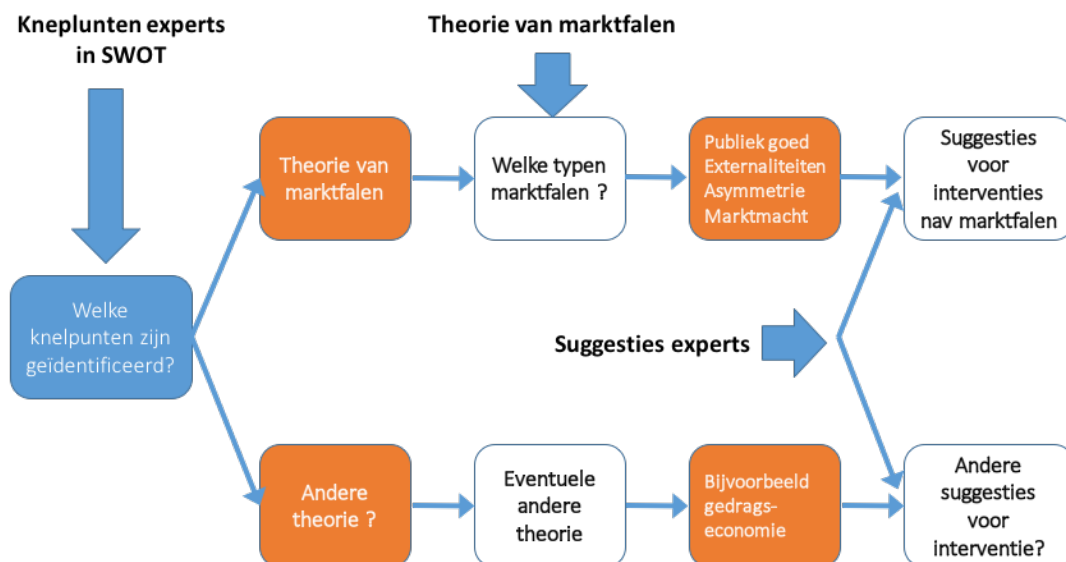 Kneplunten experts
in SWOT
Theorie van marktfalen
Theorie van
marktfalen
Welke typen
marktfalen ?
Publiek goed
Externaliteiten
Asymmetrie
Marktmacht
Suggesties
voor
interventies
nav marktfalen
Welke
knelpunten zijn
geïdentificeerd?
Suggesties experts
Andere
theorie ?
Eventuele
andere
theorie
Bijvoorbeeld
gedrags-
economie
Andere
suggesties
voor
interventie?